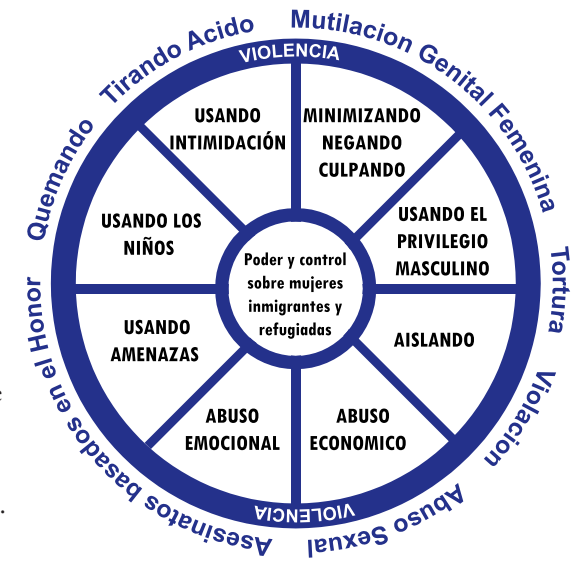 Mutilacion Genital Femenina
Tortura
Violacion
Abuso Sexual
Asesinatos basados en el Honor
Quemando
Tirando Acido
VIOLENCIA
USANDO
INTIMIDACIÓN
MINIMIZANDO
NEGANDO
CULPANDO
USANDO EL
PRIVILEGIO
MASCULINO
AISLANDO
ABUSO
ECONOMICO
ABUSO
EMOCIONAL
USANDO
AMENAZAS
USANDO LOS
NIÑOS
Poder y control
sobre mujeres
inmigrantes y
refugiadas
VIOLENCIA